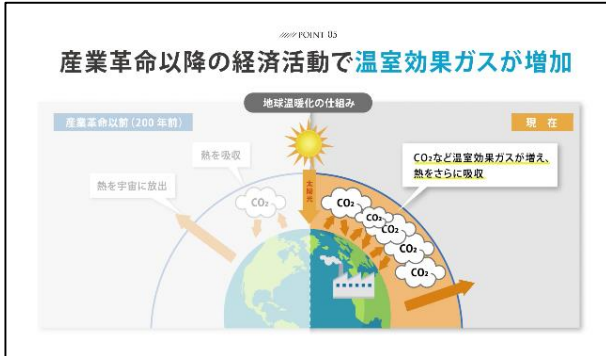 POINT 05
産業革命以降の経済活動で温室効果ガスが増加
地球温暖化の仕組み
産業革命以前(200年前)
現 在
熱を吸収
熱を宇宙に放出
CO₂
太陽光
CO₂など温室効果ガスが増え、
熱をさらに吸収
CO₂
CO₂
CO₂
CO₂
CO₂